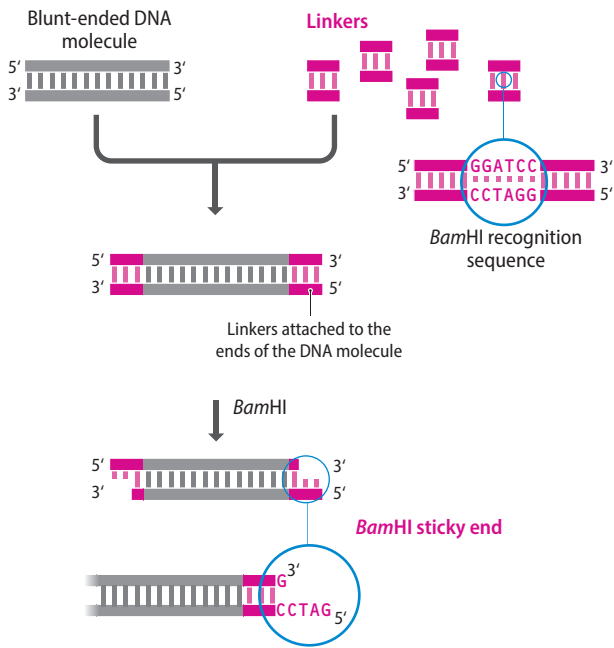 Blunt-ended DNA
molecule
Linkers
5‘
3‘
3‘
5‘
5‘
GGATCC
3‘
3‘
CCTAGG
5‘
BamHI recognition
sequence
5‘
3‘
3‘
5‘
Linkers attached to the
ends of the DNA molecule
BamHI
5‘
3‘
3‘
5‘
BamHI sticky end
G
3‘
CCTAG
5‘